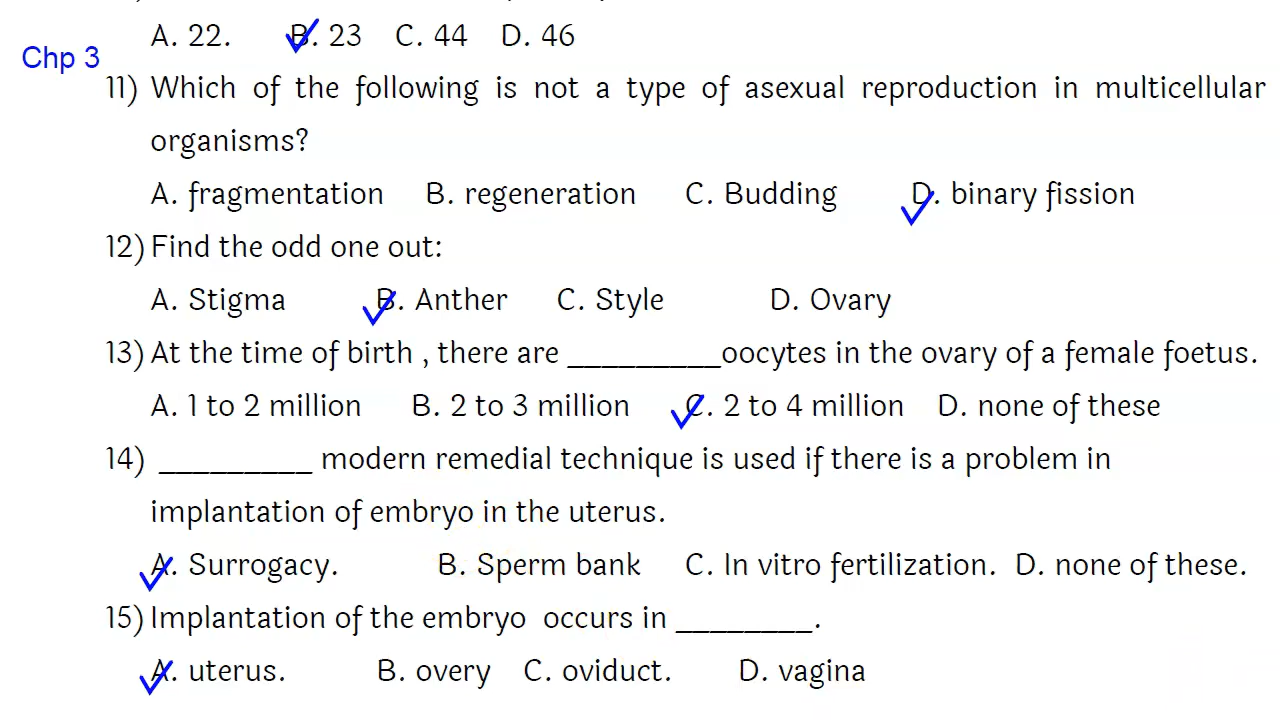 A. 22. B. 23 C. 44 D. 46
Chp 3
11) Which of the following is not a type of asexual reproduction in multicellular
organisms?
A. fragmentation B. regeneration C. Budding D. binary fission
12) Find the odd one out:
A. Stigma B. Anther C. Style D. Ovary
13) At the time of birth , there are _________oocytes in the ovary of a female foetus.
A. 1 to 2 million B. 2 to 3 million C. 2 to 4 million D. none of these
14) _________ modern remedial technique is used if there is a problem in
implantation of embryo in the uterus.
A. Surrogacy. B. Sperm bank C. In vitro fertilization. D. none of these.
15) Implantation of the embryo occurs in ________.
A. uterus. B. overy C. oviduct. D. vagina